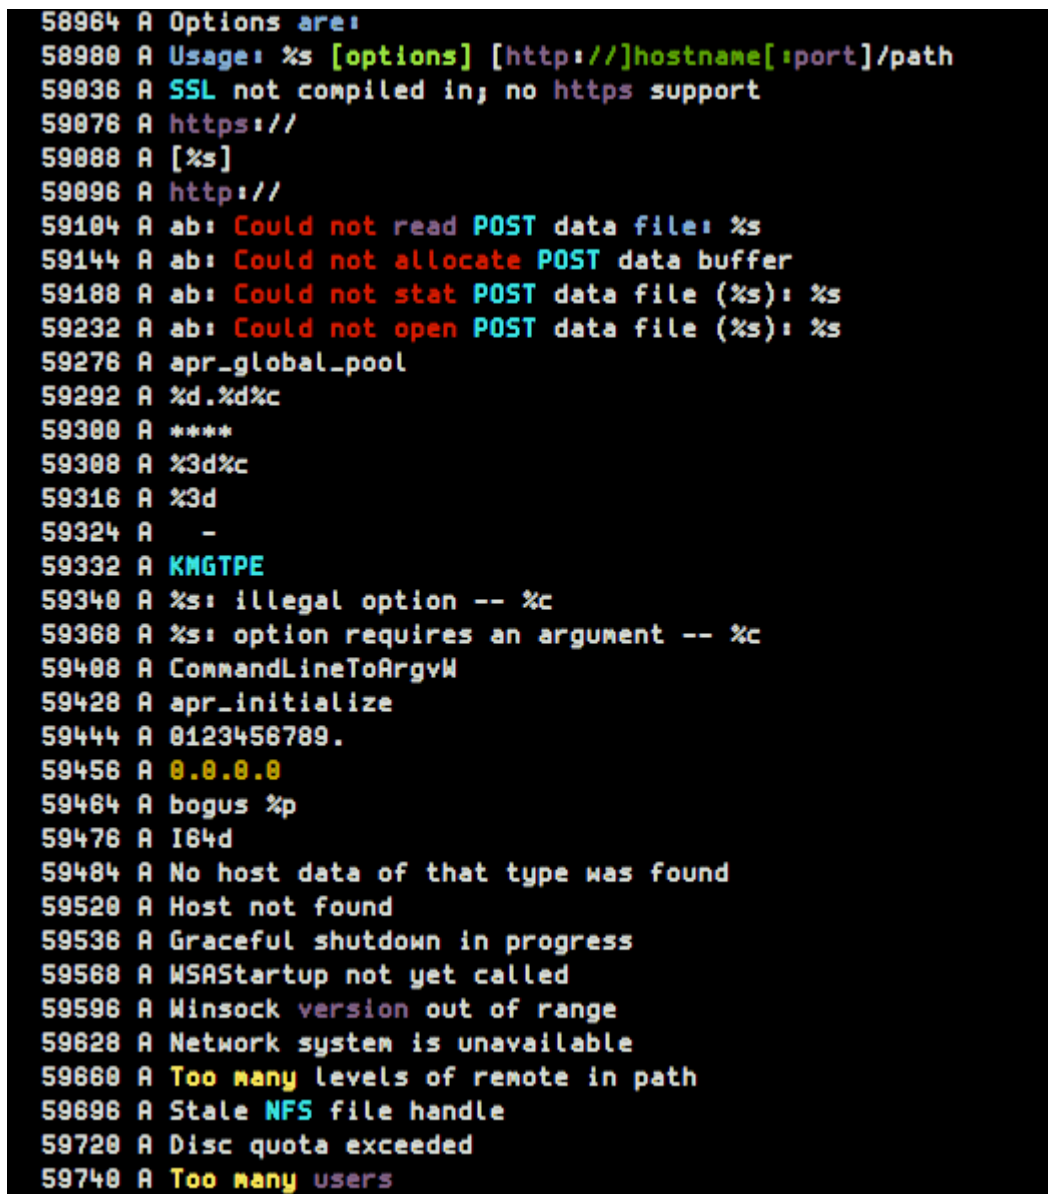 58964 A Options are:
58980 A Usage: %s [options] [http://]hostname[:port]/path
59036 A SSL not compiled in; no https support
59076 A https://
59088 A [%s]
59096 A http://
59104 A ab: Could not read POST data file: %s
59144 A ab: Could not allocate POST data buffer
59188 A ab: Could not stat POST data file (%s): %s
59232 A ab: Could not open POST data file (%s): %s
59276 A apr_global_pool
59292 A %d.%d%c
59300 A ****
59308 A %3d%c
59316 A %3d
59324 A   -
59332 A KMGTPE
59340 A %s: illegal option -- %c
59368 A %s: option requires an argument -- %c
59408 A CommandLineToArgvW
59428 A apr_initialize
59444 A 0123456789.
59456 A 0.0.0.0
59464 A bogus %p
59476 A I64d
59484 A No host data of that type was found
59520 A Host not found
59536 A Graceful shutdown in progress
59568 A WSAStartup not yet called
59596 A Winsock version out of range
59628 A Network system is unavailable
59660 A Too many levels of remote in path
59696 A Stale NFS file handle
59720 A Disc quota exceeded
59740 A Too many users